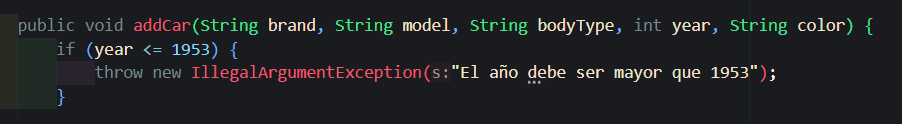 public void addCar(String brand, String model, String bodyType, int year, String color) {
if (year <= 1953) {
throw new IllegalArgumentException(s:"El año debe ser mayor que 1953");
}